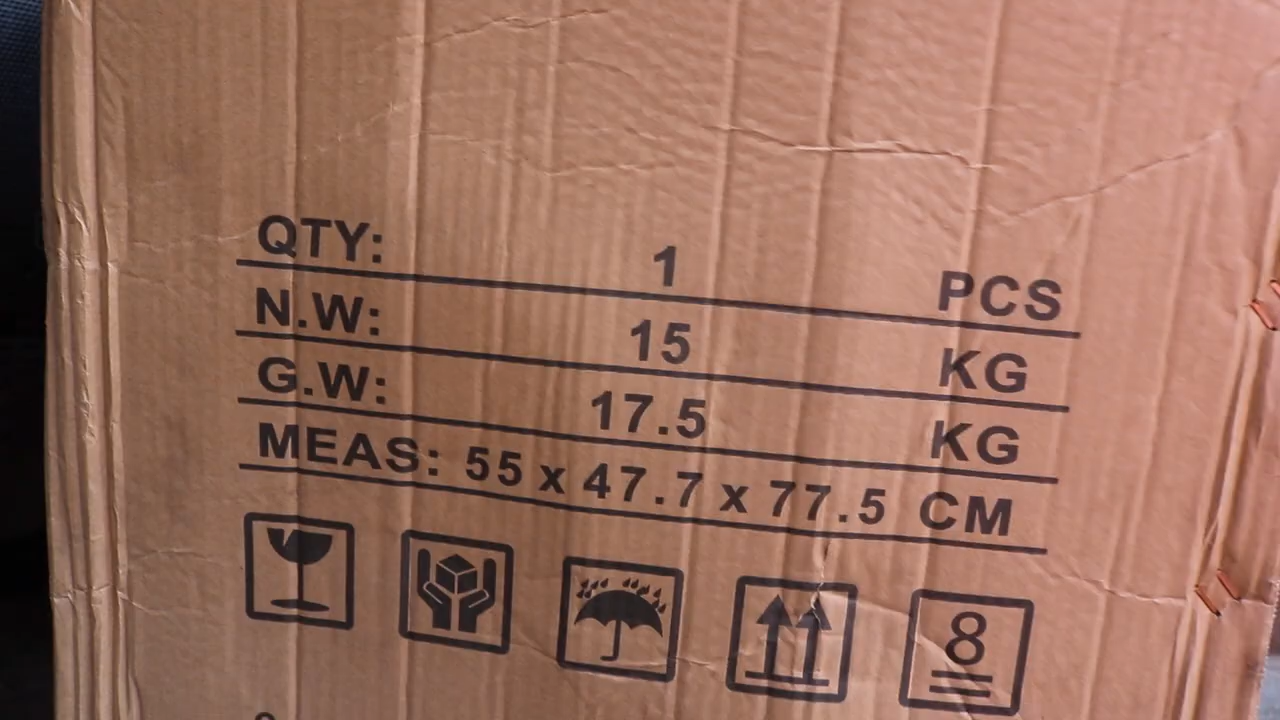 QTY: 1 PCS
N.W: 15 KG
G.W: 17.5 KG
MEAS: 55 x 47.7 x 77.5 CM
8